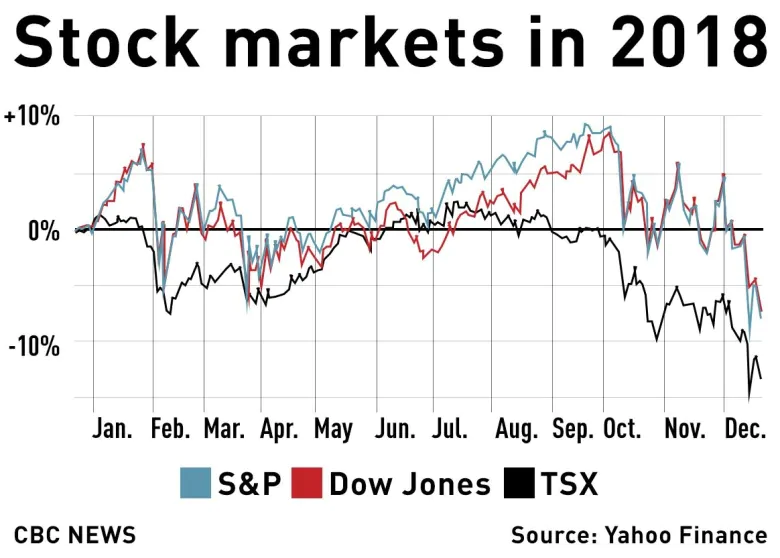 Stock markets in 2018
+10%
0%
-10%
Jan. Feb. Mar. Apr. May Jun. Jul. Aug. Sep. Oct. Nov. Dec.
S&P Dow Jones TSX
CBC NEWS Source: Yahoo Finance